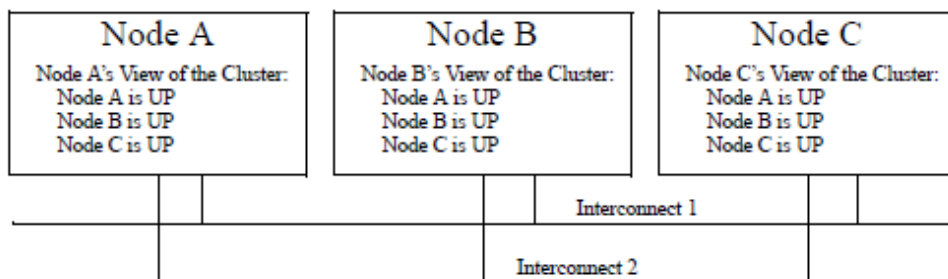 Node A
Node A's View of the Cluster:
Node A is UP
Node B is UP
Node C is UP
Node B
Node B's View of the Cluster:
Node A is UP
Node B is UP
Node C is UP
Node C
Node C's View of the Cluster:
Node A is UP
Node B is UP
Node C is UP
Interconnect 1
Interconnect 2